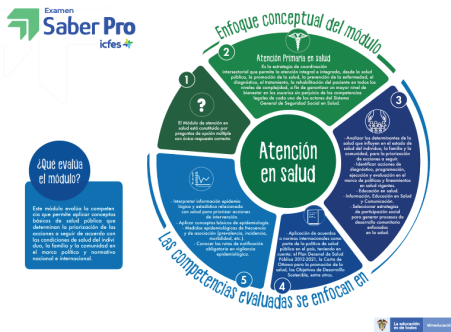 Examen
Saber Pro
icfes
Enfoque conceptual del módulo
2
Atención Primaria en salud
Es la estrategia de coordinación
intersectorial que permite la atención integral e integrada, desde la salud
pública, la promoción de la salud, la prevención de la enfermedad, el
diagnóstico, el tratamiento, la rehabilitación del paciente en todos los
niveles de complejidad, a fin de garantizar un mayor nivel de
bienestar en los usuarios sin perjuicio de las competencias
legales de cada uno de los actores del Sistema
General de Seguridad Social en Salud.
1
?
El Módulo de atención en
salud está constituido por
preguntas de opción múltiple
con única respuesta correcta
3
- Analizar los determinantes de la
salud que influyen en el estado de
salud del individuo, la familia y la
comunidad, para la priorización
de acciones a seguir.
- Identificar acciones de
diagnóstico, programación,
ejecución y evaluación en el
marco de políticas y lineamientos
en salud vigentes.
- Educación en salud.
- Información, Educación en Salud
y Comunicación.
- Seleccionar estrategias
de participación social
para generar procesos de
desarrollo comunitario
enfocados
en la salud.
Atención
en salud
¿Qué evalúa
el módulo?
Este módulo evalúa la competen-
cia que permite aplicar conceptos
básicos de salud pública que
determinan la priorización de las
acciones a seguir de acuerdo con
las condiciones de salud del indivi-
duo, la familia y la comunidad en
el marco político y normativo
nacional e internacional.
- Interpretar información epidemio-
lógica y estadística relacionada
con salud para priorizar acciones
de intervención.
- Aplicar conceptos básicos de epidemiología:
- Medidas epidemiológicas de frecuencia
y de asociación (prevalencia, incidencia,
morbilidad, etc.)
- Conocer las rutas de notificación
obligatoria en vigilancia
epidemiológica.
5
- Aplicación de acuerdos
o normas internacionales como
parte de la política de salud
pública en el país, teniendo en
cuenta: el Plan General de Salud
Pública 2012-2021, la Carta de
Ottawa para la promoción de la
salud, los Objetivos de Desarrollo
Sostenible, entre otros.
4
Las competencias evaluadas se enfocan en
La educación
es de todos
Mineducación